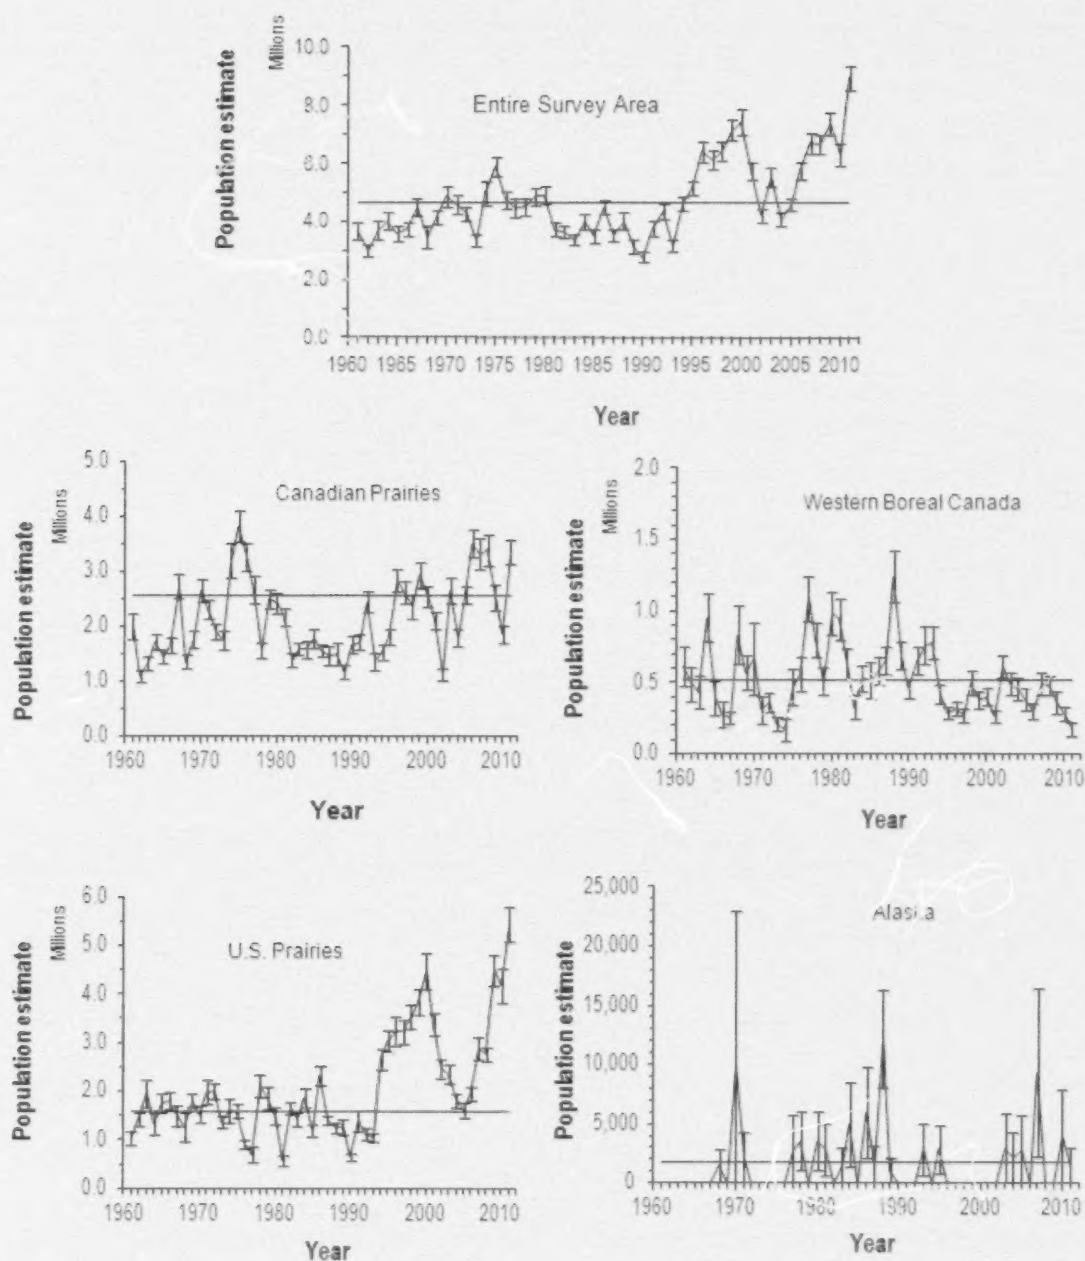 Entire Survey Area
Population estimate
Millions
10.0
8.0
6.0
4.0
2.0
0.0
1960 1965 1970 1975 1980 1985 1990 1995 2000 2005 2010
Year
Canadian Prairies
Population estimate
Millions
5.0
4.0
3.0
2.0
1.0
0.0
1960 1970 1980 1990 2000 2010
Year
Western Boreal Canada
Population estimate
Millions
2.0
1.5
1.0
0.5
0.0
1960 1970 1980 1990 2000 2010
Year
U.S. Prairies
Population estimate
Millions
6.0
5.0
4.0
3.0
2.0
1.0
0.0
1960 1970 1980 1990 2000 2010
Year
Alaska
Population estimate
25,000
20,000
15,000
10,000
5,000
0
1960 1970 1980 1990 2000 2010
Year